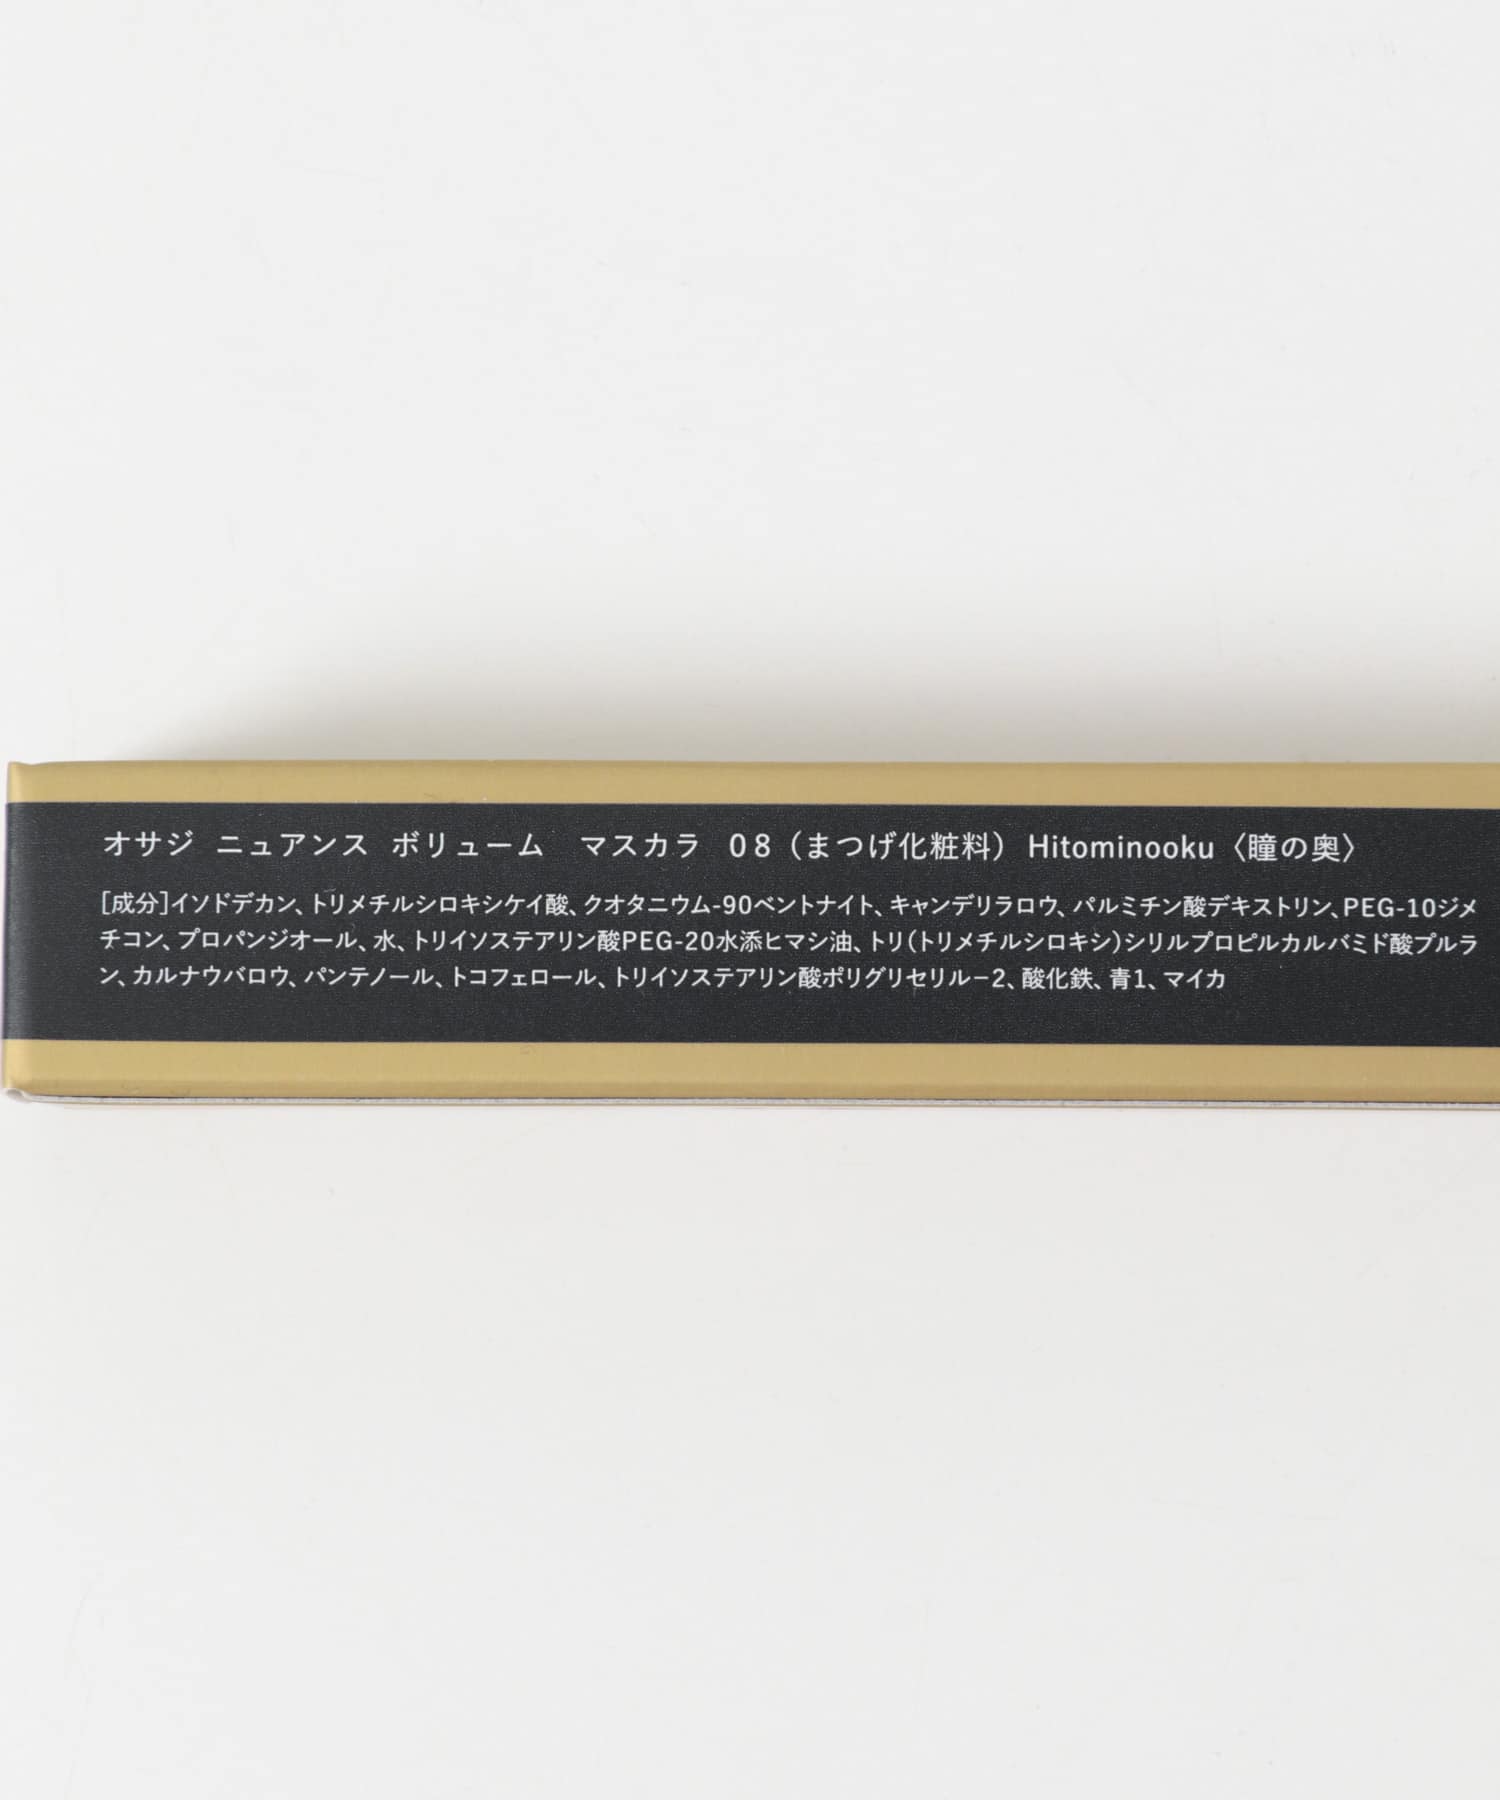 オサジ ニュアンス ボリューム マスカラ 08（まつげ化粧料）Hitominooku〈瞳の奥〉
[成分]イソドデカン、トリメチルシロキシケイ酸、クオタニウム-90ベントナイト、キャンデリラロウ、パルミチン酸デキストリン、PEG-10ジメ
チコン、プロパンジオール、水、トリイソステアリン酸PEG-20水添ヒマシ油、トリ（トリメチルシロキシ）シリルプロピルカルバミド酸プルラ
ン、カルナウバロウ、パンテノール、トコフェロール、トリイソステアリン酸ポリグリセリル－2、酸化鉄、青1、マイカ